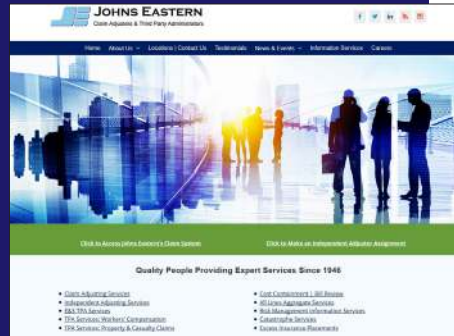 JOHNS EASTERN
Claim Adjusters & Third Party Administrators
Home About Us Locations | Contact Us Testimonials News & Events Information Services Careers
Click to Access Johns Eastern's Claim System Click to Make an Independent Adjuster Assignment
Quality People Providing Expert Services Since 1946
Claim Adjusting Services
Independent Adjusting Services
E&S TPA Services
TPA Services: Workers' Compensation
TPA Services: Property & Casualty Claims
Cost Containment | Bill Review
All Lines Aggregate Services
Risk Management Information Services
Catastrophe Services
Excess Insurance Placements